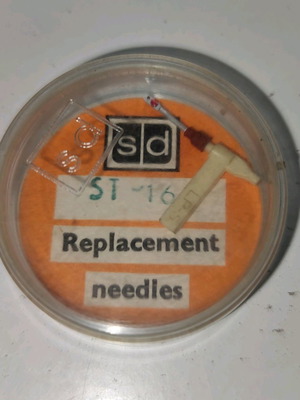 sd
ST-16
Replacement
needles